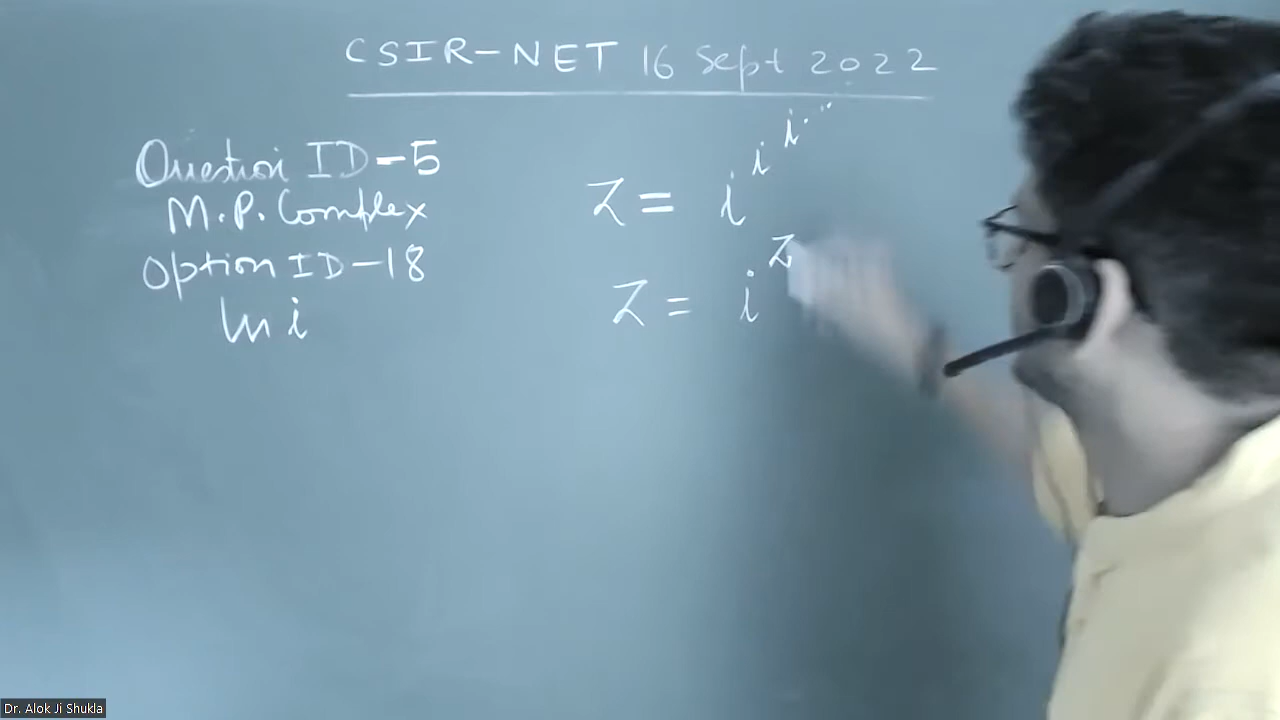 CSIR-NET 16 Sept 2022
Question ID-5
M.P. Complex
Option ID-18
ln i
z = i^i^i^...
z = i^z
Dr. Alok Ji Shukla